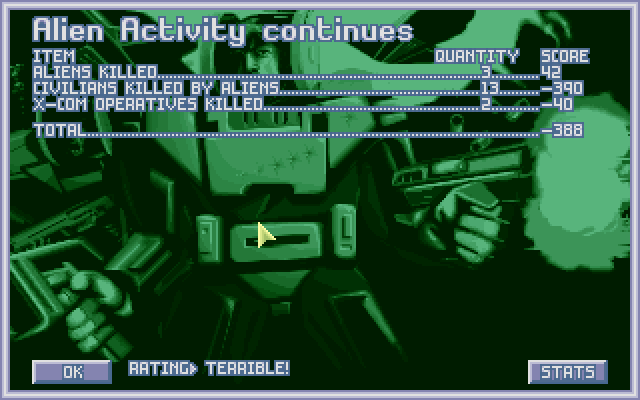 Alien Activity continues
ITEM QUANTITY SCORE
ALIENS KILLED 3 42
CIVILIANS KILLED BY ALIENS 13 -390
X-COM OPERATIVES KILLED 2 -40
TOTAL -388
OK RATING> TERRIBLE! STATS